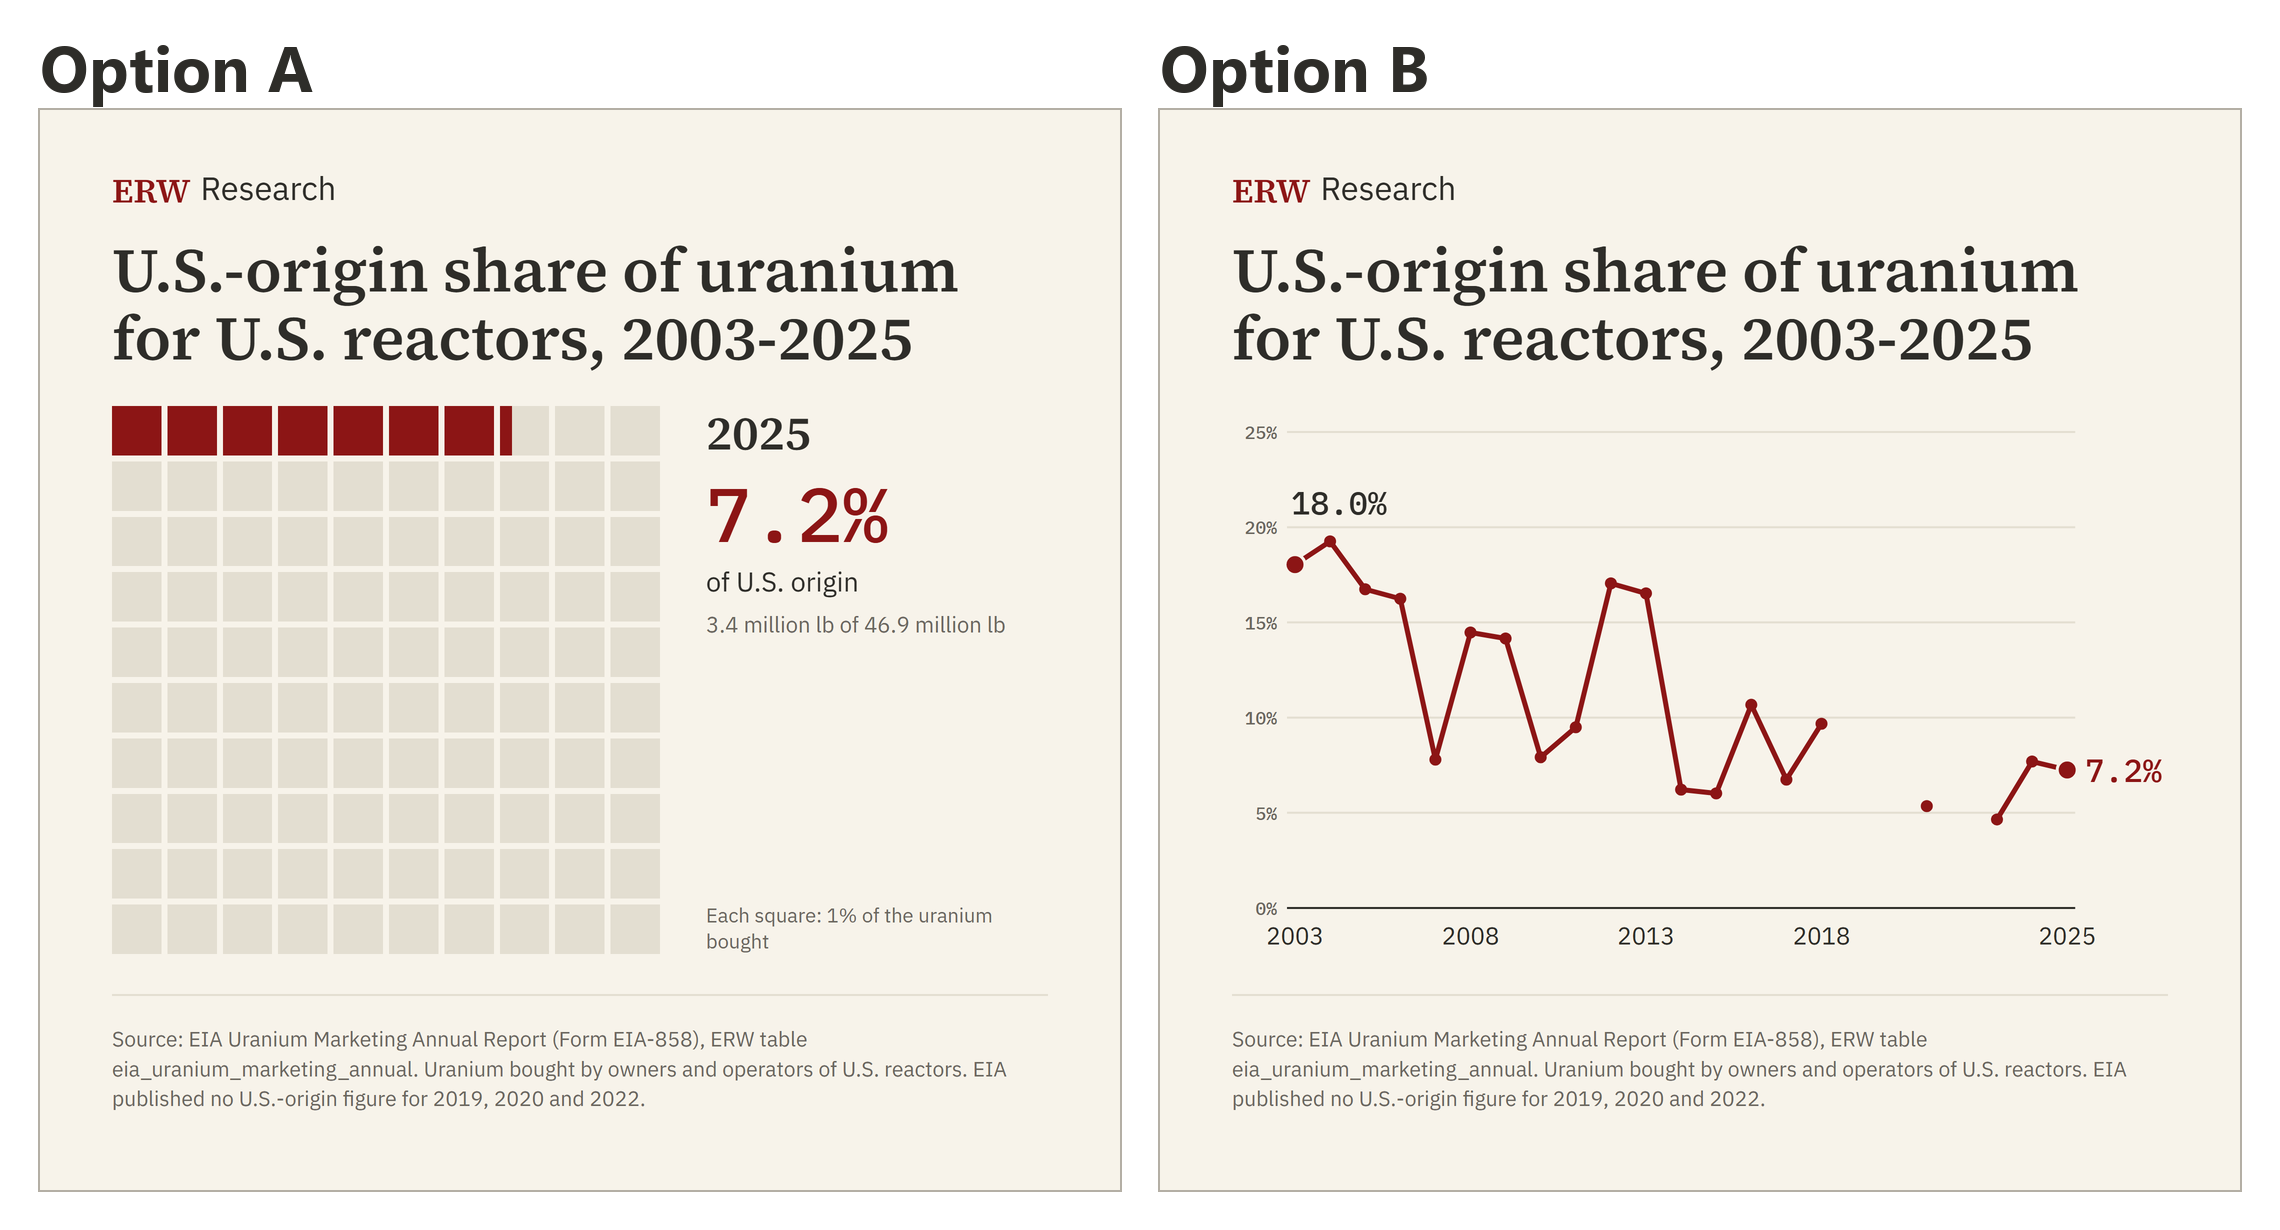 Option A
ERW Research
U.S.-origin share of uranium
for U.S. reactors, 2003-2025
2025
7.2%
of U.S. origin
3.4 million lb of 46.9 million lb
Each square: 1% of the uranium
bought
Source: EIA Uranium Marketing Annual Report (Form EIA-858), ERW table
eia_uranium_marketing_annual. Uranium bought by owners and operators of U.S. reactors. EIA
published no U.S.-origin figure for 2019, 2020 and 2022.
Option B
ERW Research
U.S.-origin share of uranium
for U.S. reactors, 2003-2025
25%
18.0%
20%
15%
10%
7.2%
5%
0%
2003 2008 2013 2018 2025
Source: EIA Uranium Marketing Annual Report (Form EIA-858), ERW table
eia_uranium_marketing_annual. Uranium bought by owners and operators of U.S. reactors. EIA
published no U.S.-origin figure for 2019, 2020 and 2022.